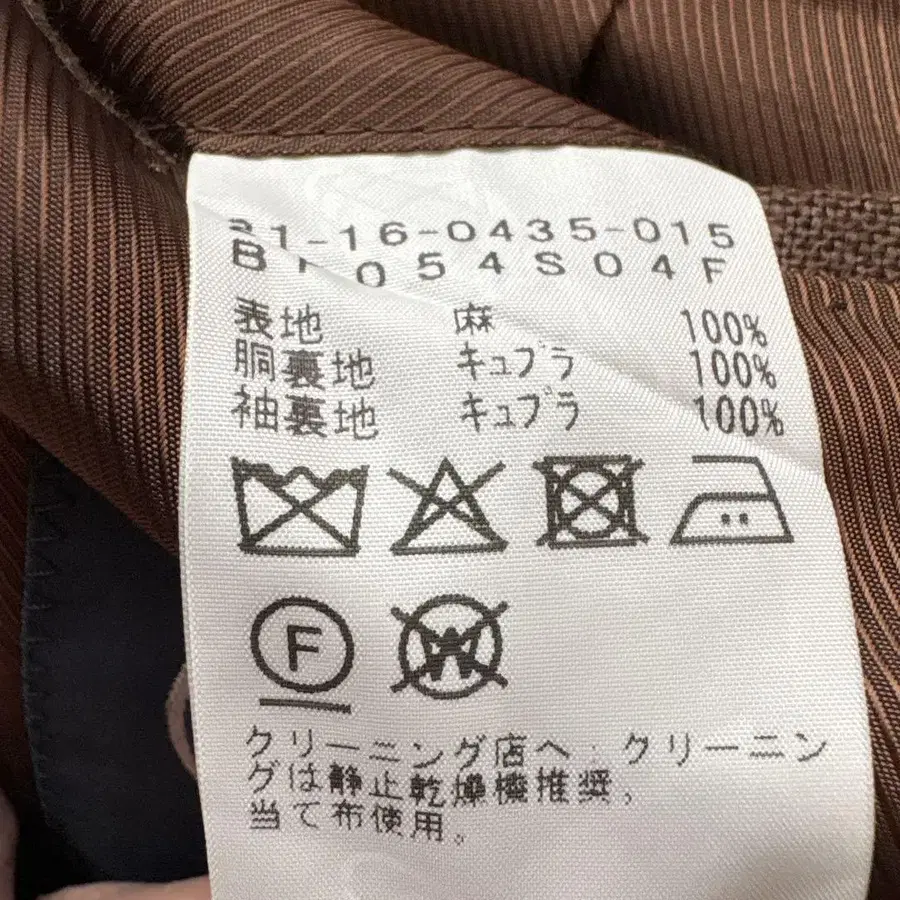 21-16-0435-015
BF054S04F
表地 麻 100%
胴裏地 キュプラ 100%
袖裏地 キュプラ 100%
F
W
クリーニング店へ・クリーニン
グは静止乾燥機推奨,
当て布使用.